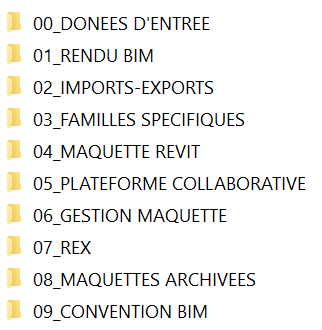 00_DONEES D'ENTREE
01_RENDU BIM
02_IMPORTS-EXPORTS
03_FAMILLES SPECIFIQUES
04_MAQUETTE REVIT
05_PLATEFORME COLLABORATIVE
06_GESTION MAQUETTE
07_REX
08_MAQUETTES ARCHIVEES
09_CONVENTION BIM